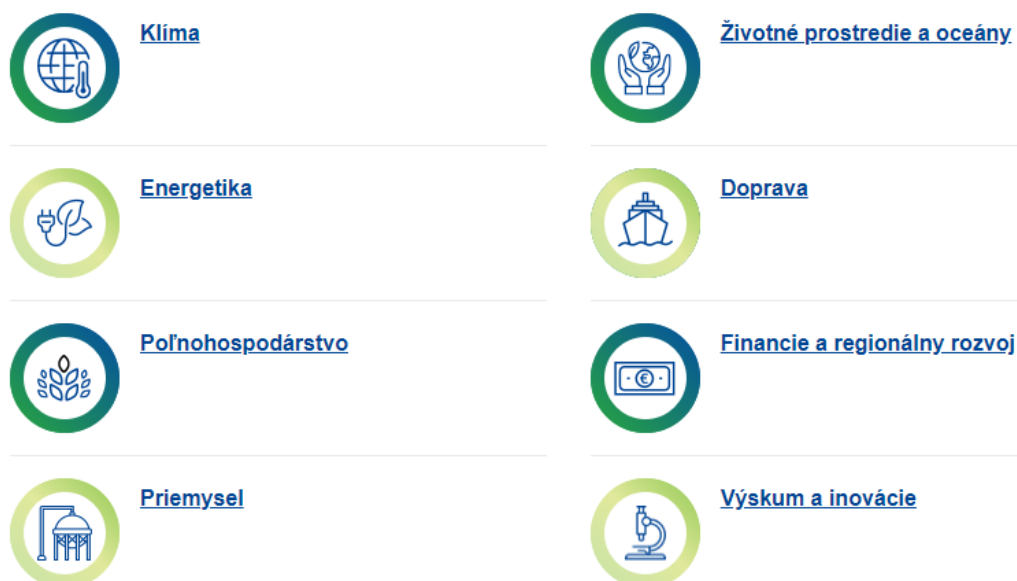 Klíma
Životné prostredie a oceány
Energetika
Doprava
Poľnohospodárstvo
Financie a regionálny rozvoj
Priemysel
Výskum a inovácie